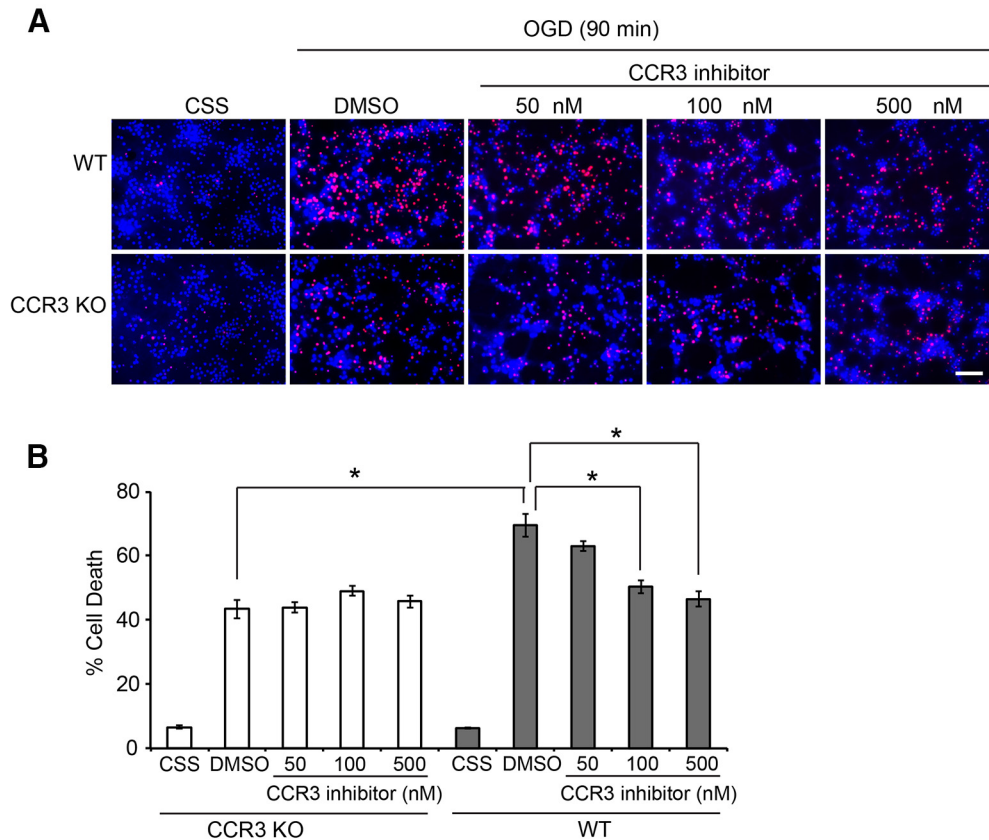 A
OGD (90 min)
CCR3 inhibitor
CSS DMSO 50 nM 100 nM 500 nM
WT
CCR3 KO
B
*
*
*
80
60
40
20
0
% Cell Death
CSS DMSO 50 100 500 CSS DMSO 50 100 500
CCR3 inhibitor (nM) CCR3 inhibitor (nM)
CCR3 KO WT